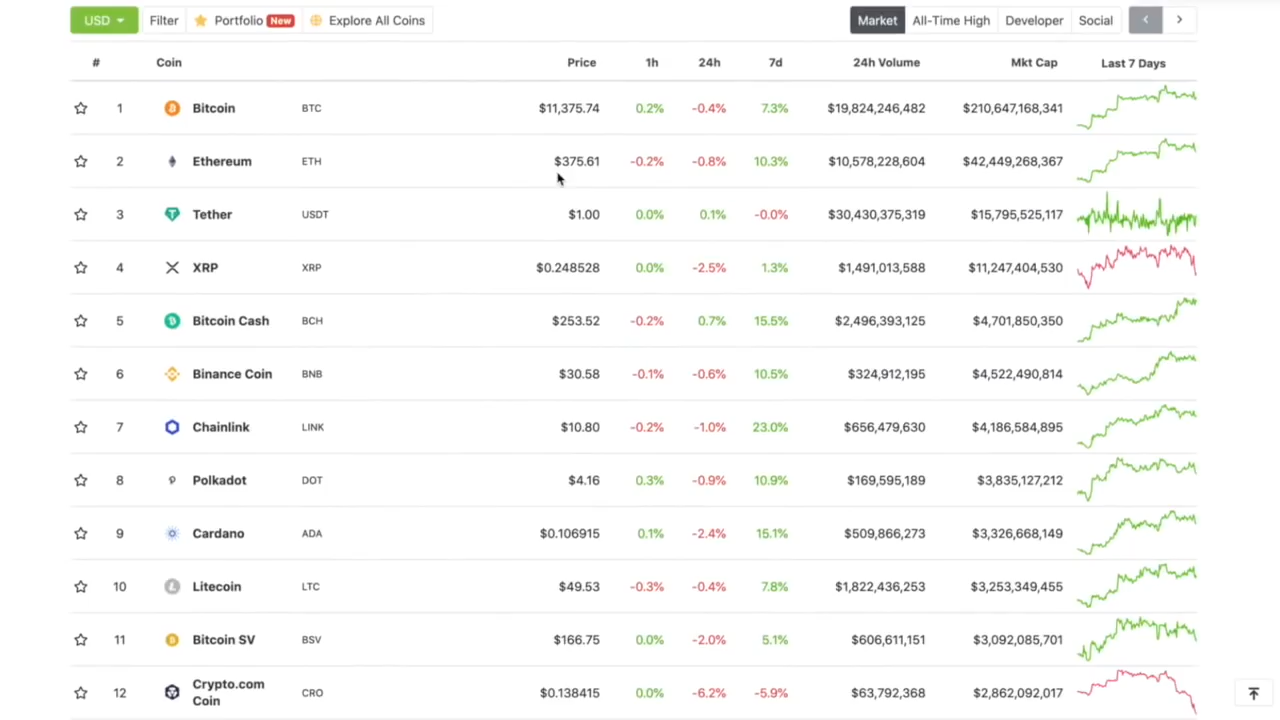 USD Filter Portfolio New Explore All Coins Market All-Time High Developer Social
# Coin Price 1h 24h 7d 24h Volume Mkt Cap Last 7 Days
1 Bitcoin BTC $11,375.74 0.2% -0.4% 7.3% $19,824,246,482 $210,647,168,341
2 Ethereum ETH $375.61 -0.2% -0.8% 10.3% $10,578,228,604 $42,449,268,367
3 Tether USDT $1.00 0.0% 0.1% -0.0% $30,430,375,319 $15,795,525,117
4 XRP XRP $0.248528 0.0% -2.5% 1.3% $1,491,013,588 $11,247,404,530
5 Bitcoin Cash BCH $253.52 -0.2% 0.7% 15.5% $2,496,393,125 $4,701,850,350
6 Binance Coin BNB $30.58 -0.1% -0.6% 10.5% $324,912,195 $4,522,490,814
7 Chainlink LINK $10.80 -0.2% -1.0% 23.0% $656,479,630 $4,186,584,895
8 Polkadot DOT $4.16 0.3% -0.9% 10.9% $169,595,189 $3,835,127,212
9 Cardano ADA $0.106915 0.1% -2.4% 15.1% $509,866,273 $3,326,668,149
10 Litecoin LTC $49.53 -0.3% -0.4% 7.8% $1,822,436,253 $3,253,349,455
11 Bitcoin SV BSV $166.75 0.0% -2.0% 5.1% $606,611,151 $3,092,085,701
12 Crypto.com CRO $0.138415 0.0% -6.2% -5.9% $63,792,368 $2,862,092,017
Coin